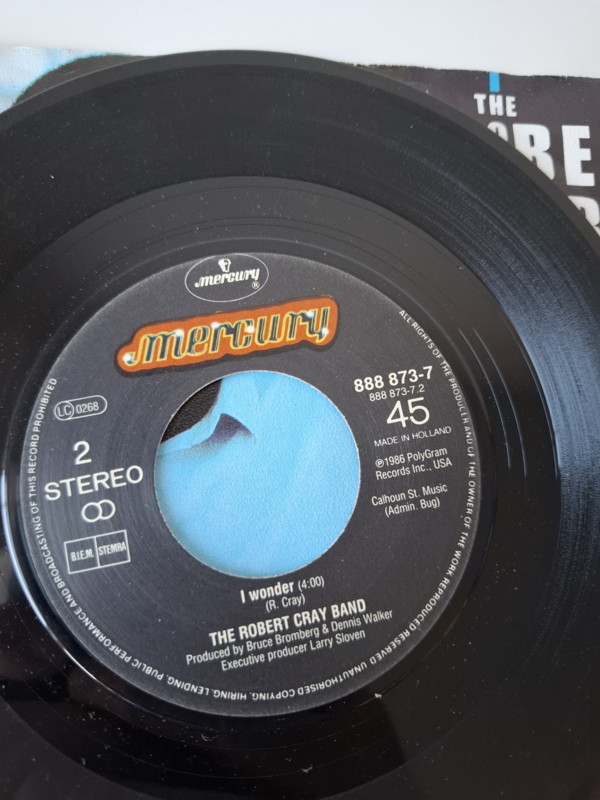 THE
BE
mercury
®
mercury
ALL RIGHTS OF THE PRODUCER AND OF THE OWNER OF THE WORK REPRODUCED RESERVED. UNAUTHORISED COPYING, HIRING, LENDING, PUBLIC PERFORMANCE AND BROADCASTING OF THIS RECORD PROHIBITED
LC 0268
2
STEREO
B.I.E.M. STEMRA
888 873-7
888 873-7.2
45
MADE IN HOLLAND
℗1986 PolyGram
Records Inc., USA
Calhoun St. Music
(Admin. Bug)
I wonder (4:00)
(R. Cray)
THE ROBERT CRAY BAND
Produced by Bruce Bromberg & Dennis Walker
Executive producer Larry Sloven